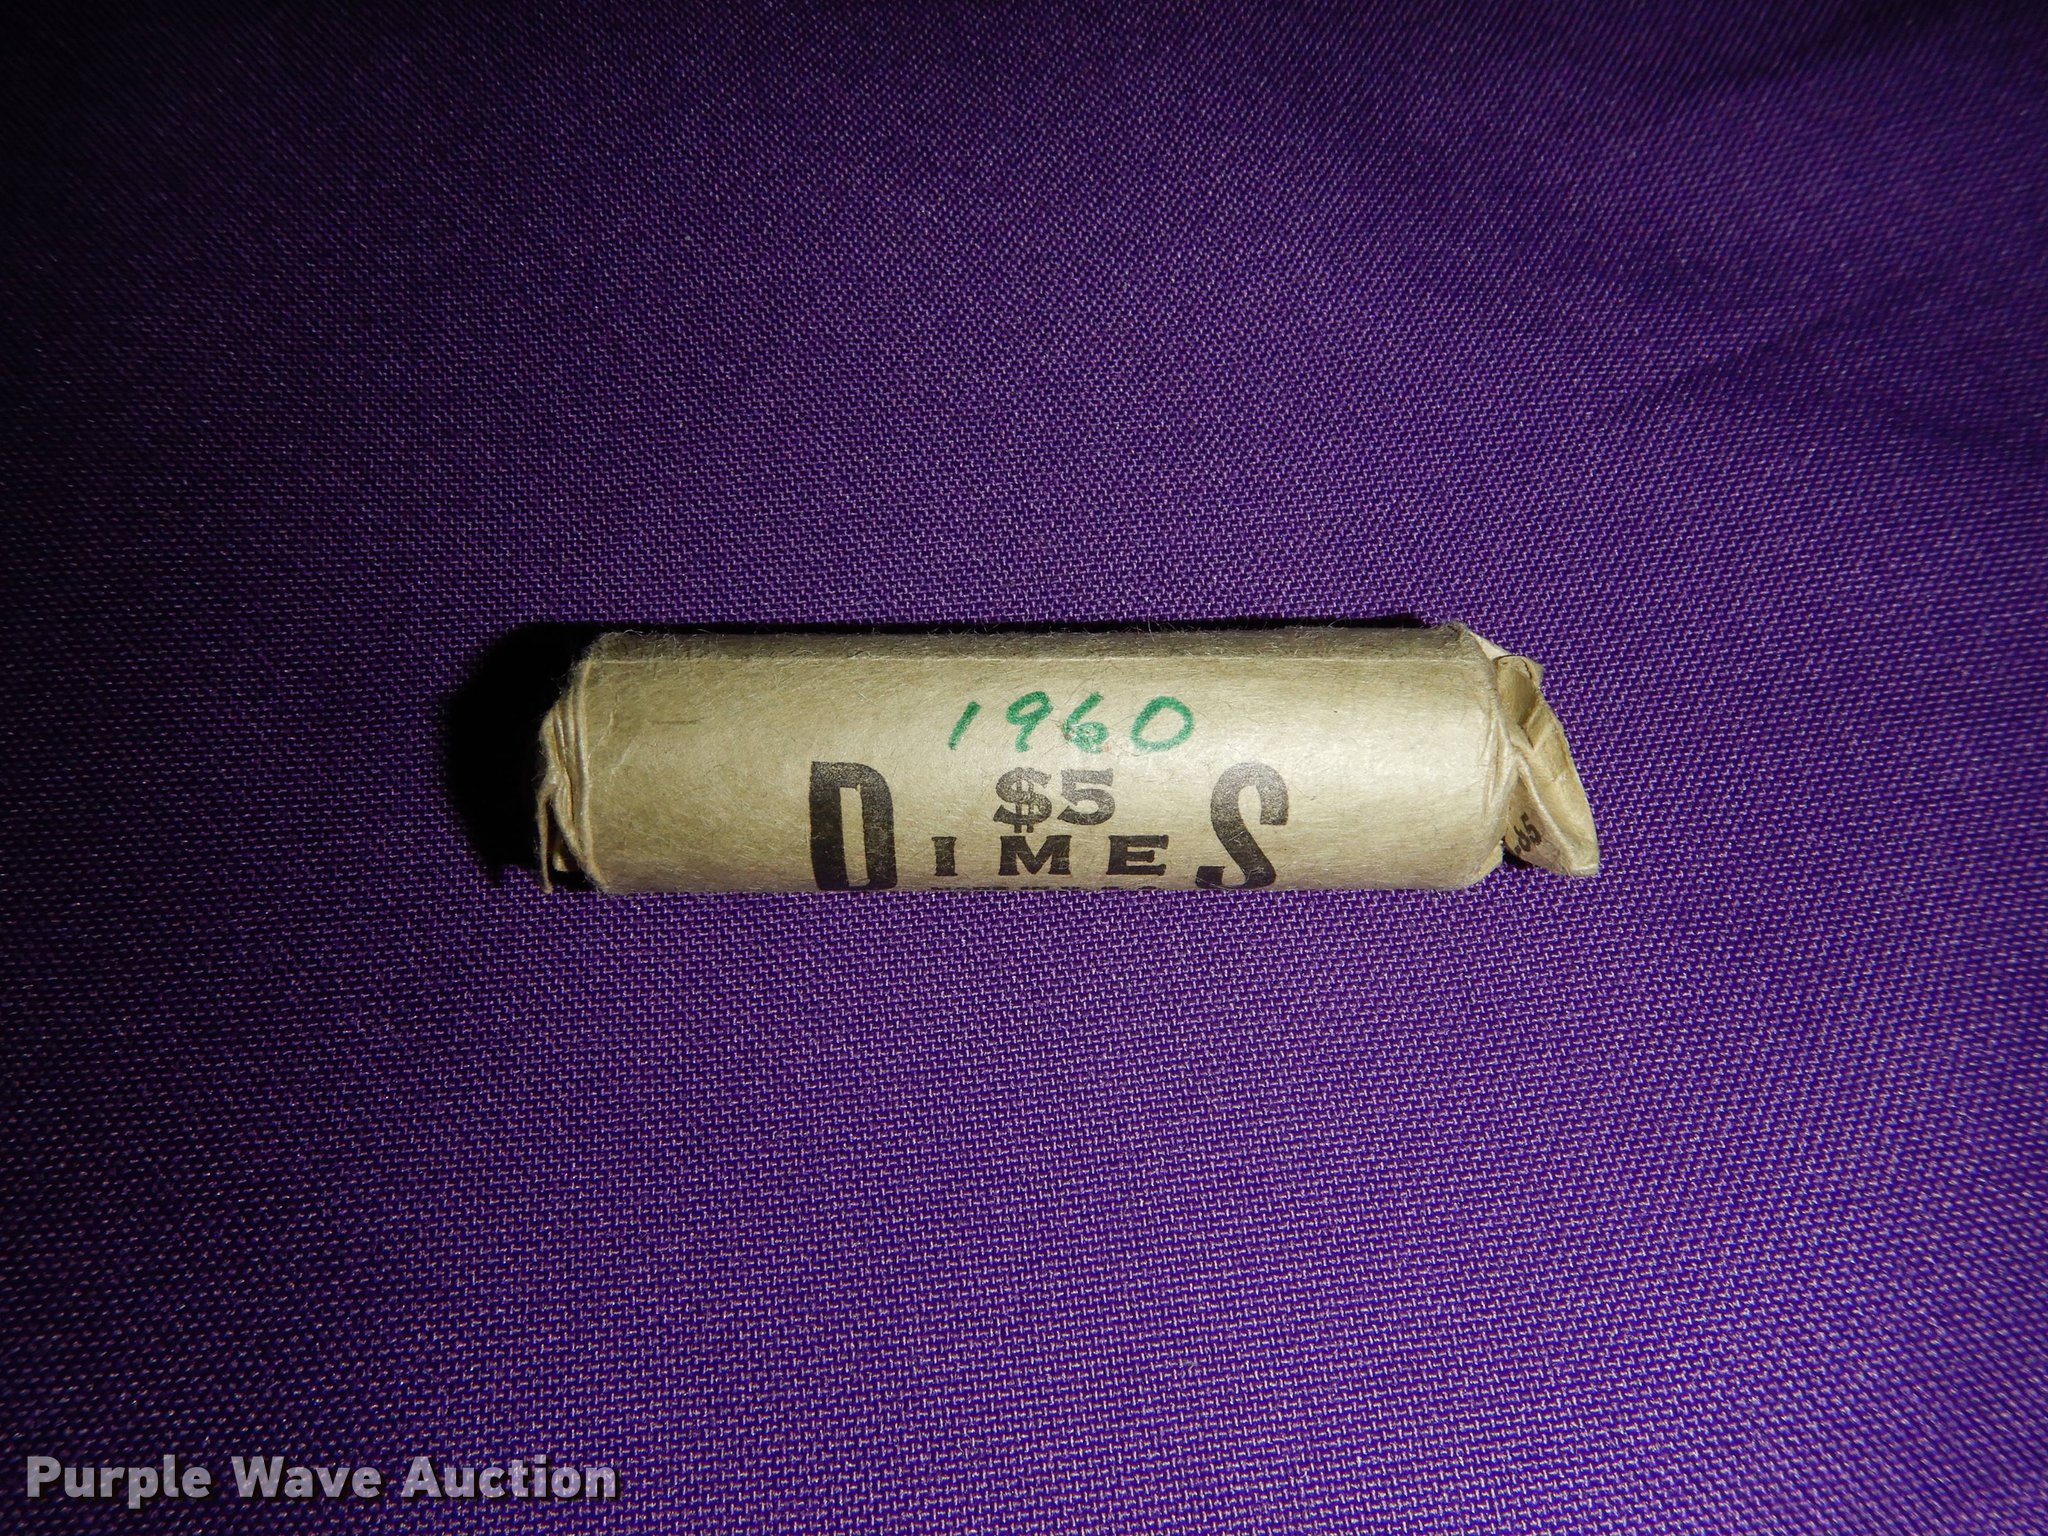 1960
$5
DIMES
Purple Wave Auction